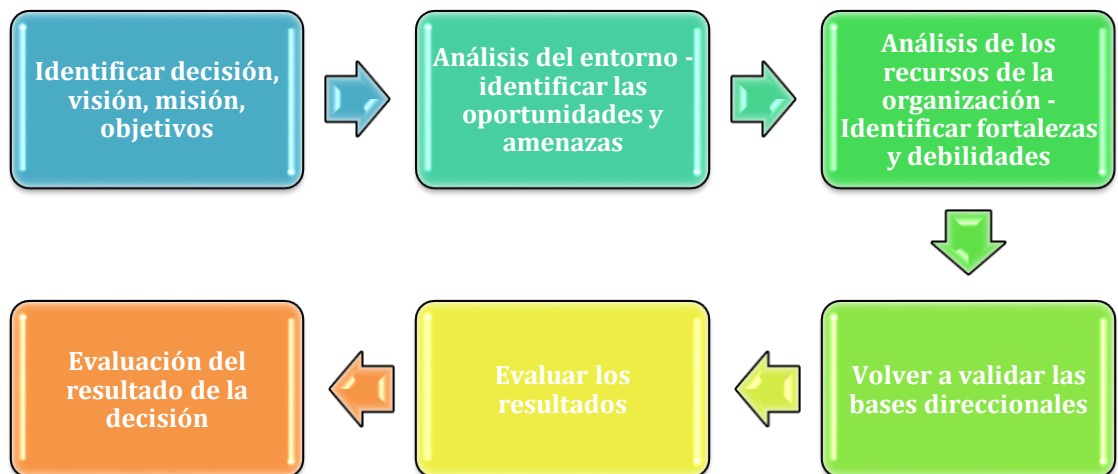 Identificar decisión,
visión, misión,
objetivos
Análisis del entorno -
identificar las
oportunidades y
amenazas
Análisis de los
recursos de la
organización -
Identificar fortalezas
y debilidades
Volver a validar las
bases direccionales
Evaluar los
resultados
Evaluación del
resultado de la
decisión